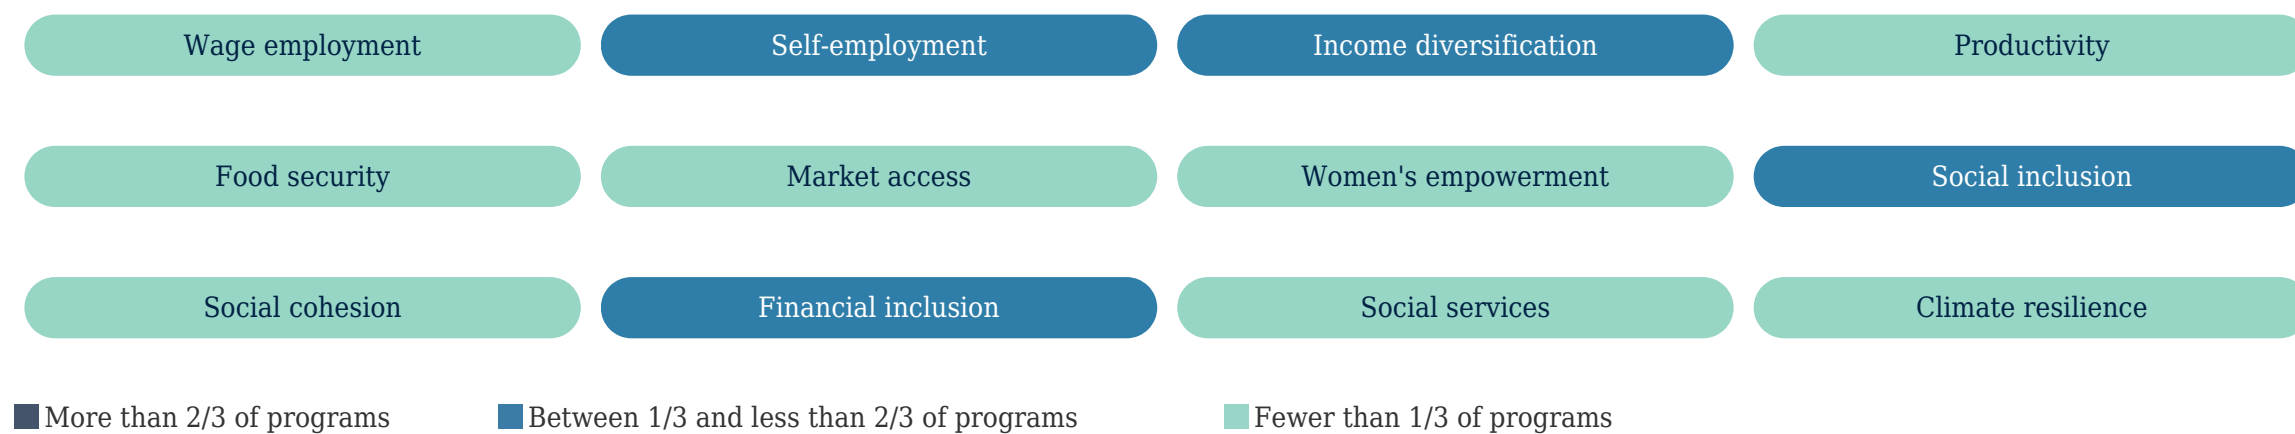 Wage employment Self-employment Income diversification Productivity
Food security Market access Women's empowerment Social inclusion
Social cohesion Financial inclusion Social services Climate resilience
More than 2/3 of programs Between 1/3 and less than 2/3 of programs Fewer than 1/3 of programs